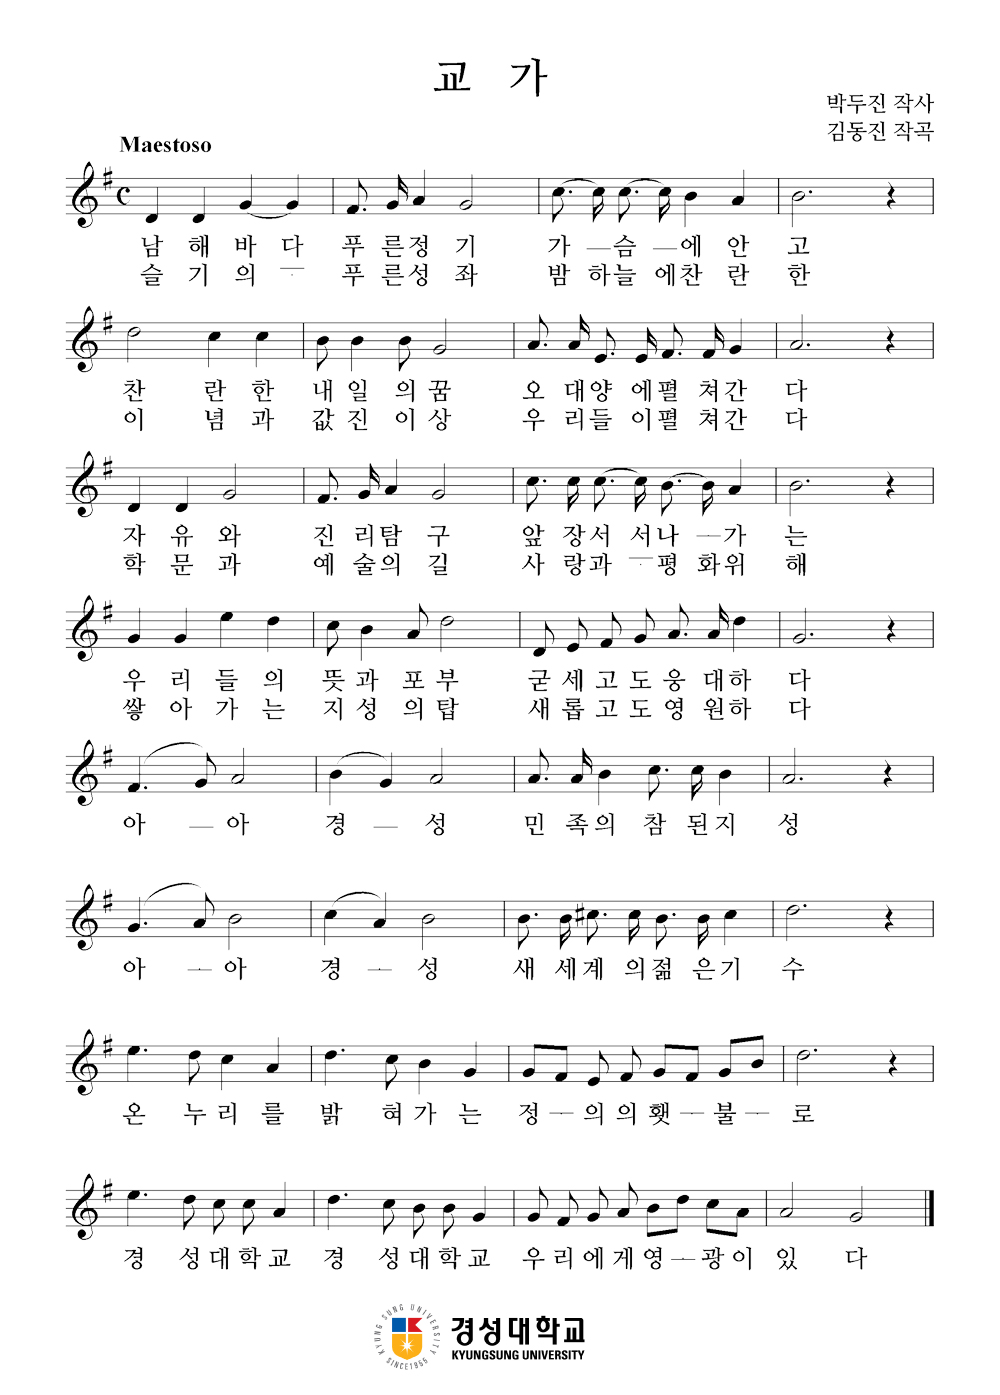 교 가
박두진 작사
김동진 작곡
Maestoso
남 해 바 다 푸 른 정 기 가 — 슴 — 에 안 고
슬 기 의 — 푸 른 성 좌 밤 하 늘 에 찬 란 한
찬 란 한 내 일 의 꿈 오 대 양 에 펼 쳐 간 다
이 념 과 값 진 이 상 우 리 들 이 펼 쳐 간 다
자 유 와 진 리 탐 구 앞 장 서 서 나 — 가 는
학 문 과 예 술 의 길 사 랑 과 — 평 화 위 해
우 리 들 의 뜻 과 포 부 굳 세 고 도 웅 대 하 다
쌓 아 가 는 지 성 의 탑 새 롭 고 도 영 원 하 다
아 — 아 경 — 성 민 족 의 참 된 지 성
아 — 아 경 — 성 새 세 계 의 젊 은 기 수
온 누 리 를 밝 혀 가 는 정 — 의 의 횃 — 불 — 로
경 성 대 학 교 경 성 대 학 교 우 리 에 게 영 — 광 이 있 다
KYUNG SUNG UNIVERSITY
SINCE1955
경성대학교
KYUNGSUNG UNIVERSITY